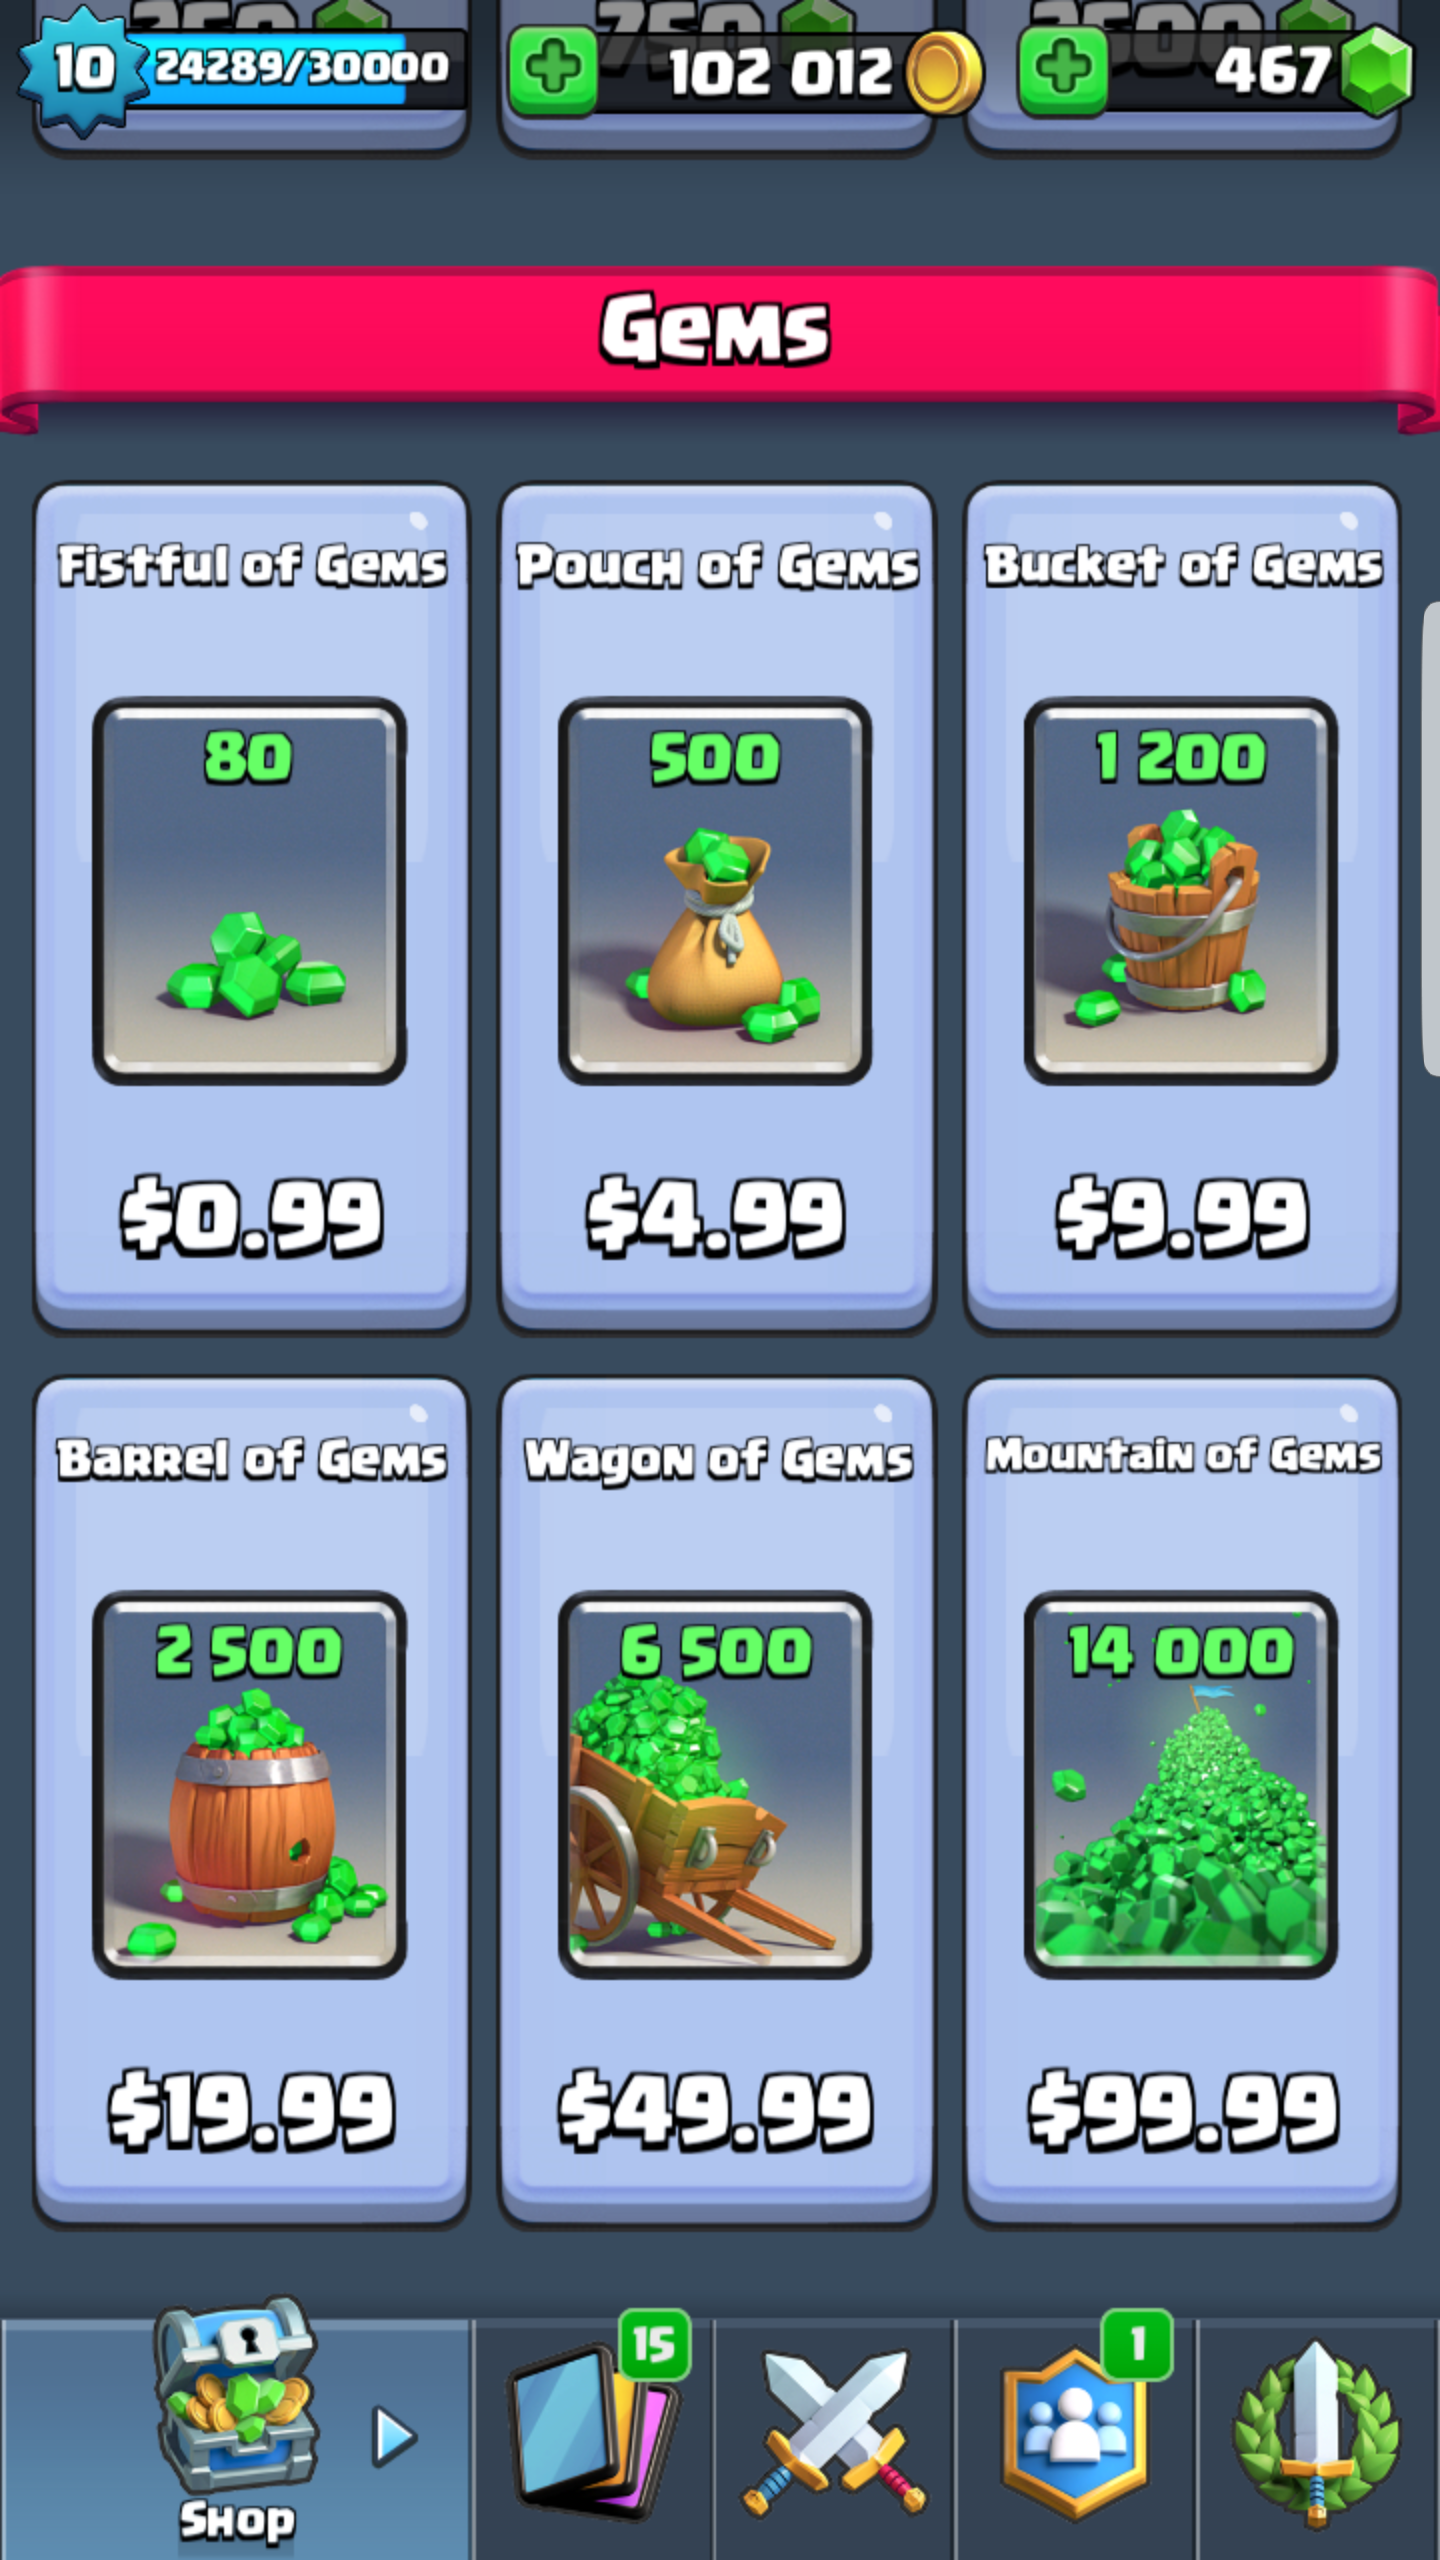 10
24289/30000
102 012
467
Gems
Fistful of Gems
80
$0.99
Pouch of Gems
500
$4.99
Bucket of Gems
1 200
$9.99
Barrel of Gems
2 500
$19.99
Wagon of Gems
6 500
$49.99
Mountain of Gems
14 000
$99.99
Shop
15
1